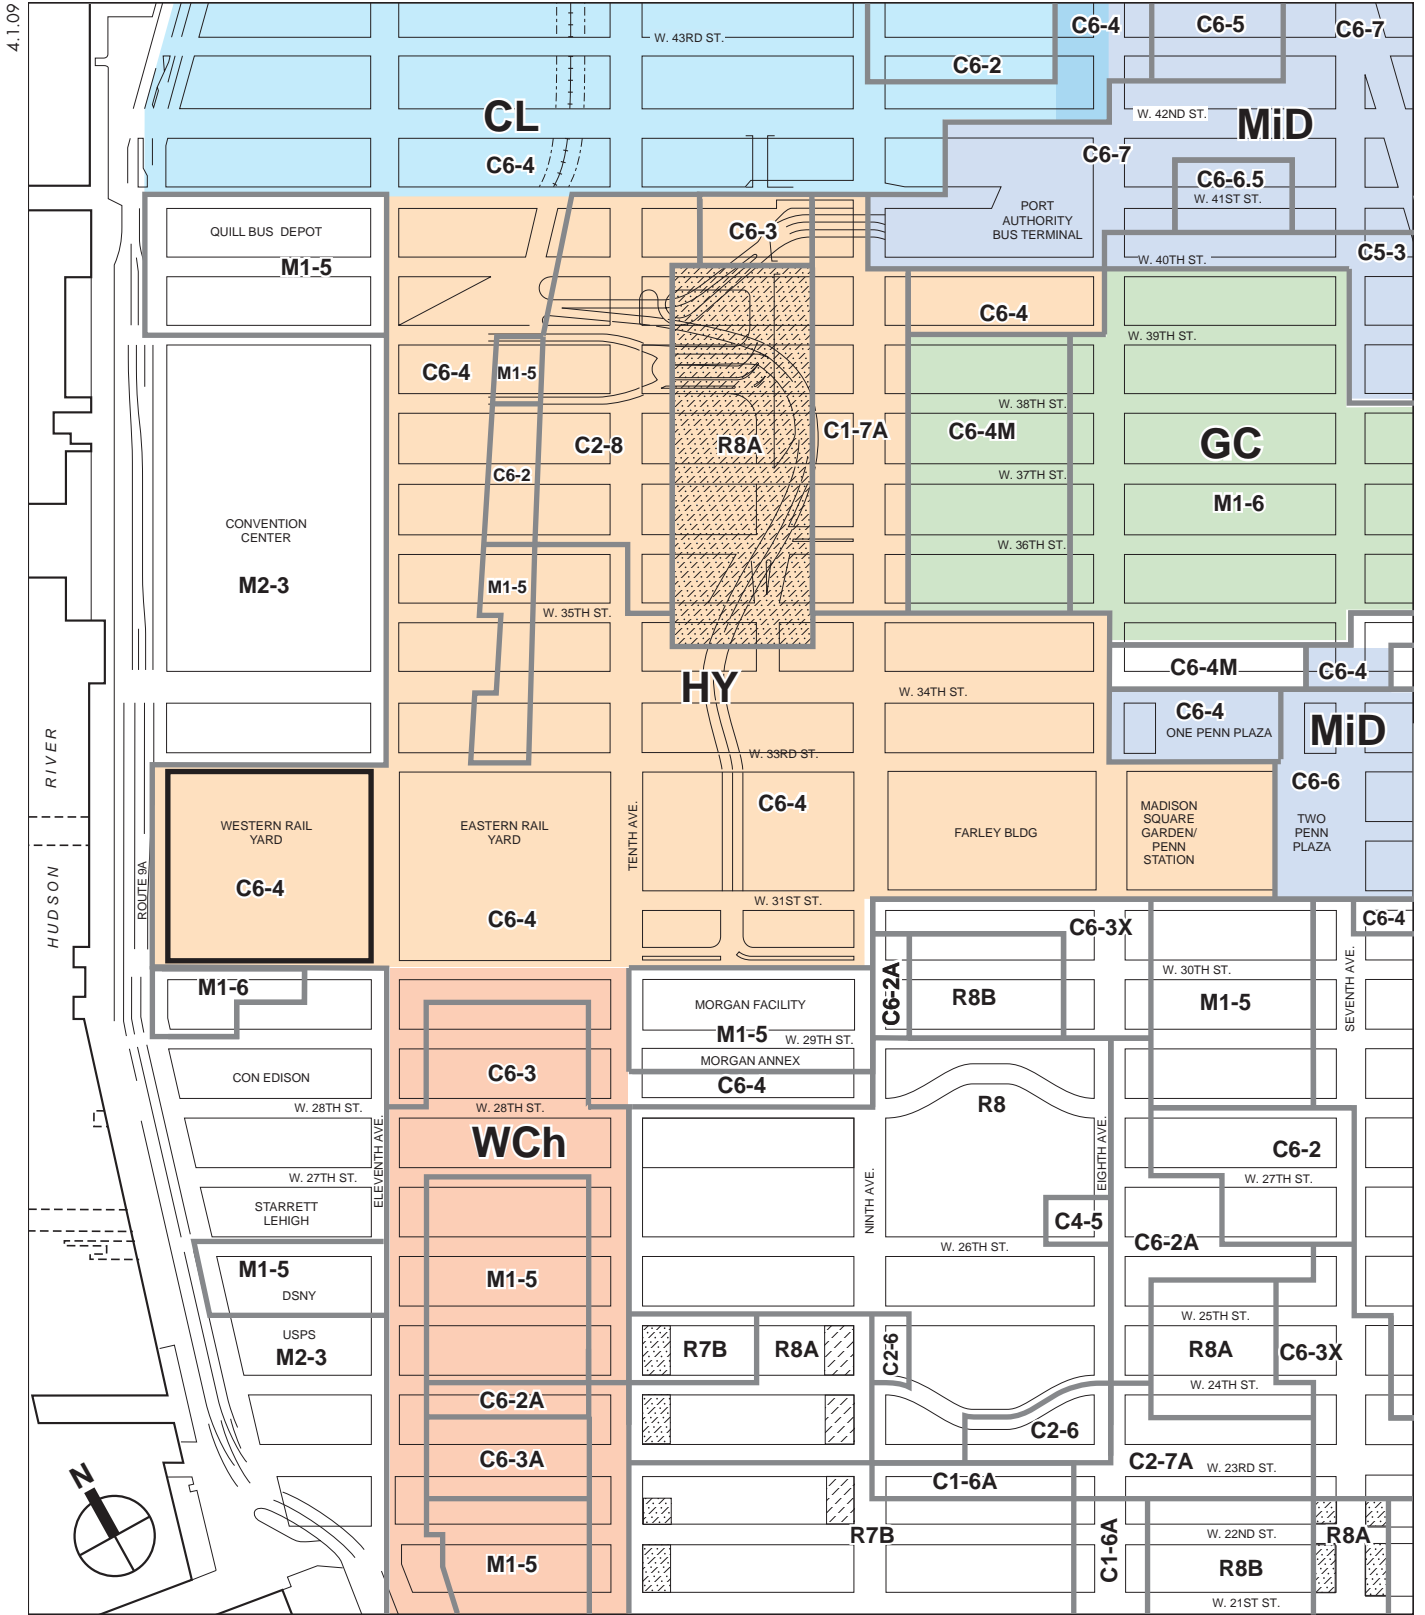 4.1.09
W. 43RD ST.
C6-4
C6-5
C6-7
C6-2
CL
W. 42ND ST.
MiD
C6-4
C6-7
C6-6.5
W. 41ST ST.
QUILL BUS DEPOT
M1-5
C6-3
PORT
AUTHORITY
BUS TERMINAL
C5-3
W. 40TH ST.
C6-4
W. 39TH ST.
C6-4
M1-5
W. 38TH ST.
C2-8
R8A
C1-7A
C6-4M
GC
C6-2
W. 37TH ST.
M1-6
CONVENTION
CENTER
M2-3
W. 36TH ST.
M1-5
W. 35TH ST.
C6-4M
C6-4
HY
W. 34TH ST.
C6-4
ONE PENN PLAZA
MiD
RIVER
W. 33RD ST.
C6-6
WESTERN RAIL
YARD
C6-4
EASTERN RAIL
YARD
C6-4
TENTH AVE.
C6-4
FARLEY BLDG
MADISON
SQUARE
GARDEN/
PENN
STATION
TWO
PENN
PLAZA
HUDSON
ROUTE 9A
W. 31ST ST.
C6-3X
C6-4
M1-6
MORGAN FACILITY
M1-5
W. 29TH ST.
MORGAN ANNEX
C6-4
C6-2A
R8B
W. 30TH ST.
M1-5
SEVENTH AVE.
CON EDISON
C6-3
W. 28TH ST.
W. 28TH ST.
R8
WCh
ELEVENTH AVE.
NINTH AVE.
EIGHTH AVE.
C6-2
W. 27TH ST.
W. 27TH ST.
STARRETT
LEHIGH
C4-5
C6-2A
W. 26TH ST.
M1-5
DSNY
M1-5
W. 25TH ST.
USPS
M2-3
R7B
R8A
C2-6
R8A
C6-3X
W. 24TH ST.
C6-2A
C2-6
C6-3A
C2-7A
W. 23RD ST.
N
C1-6A
R7B
C1-6A
W. 22ND ST.
R8A
M1-5
R8B
W. 21ST ST.